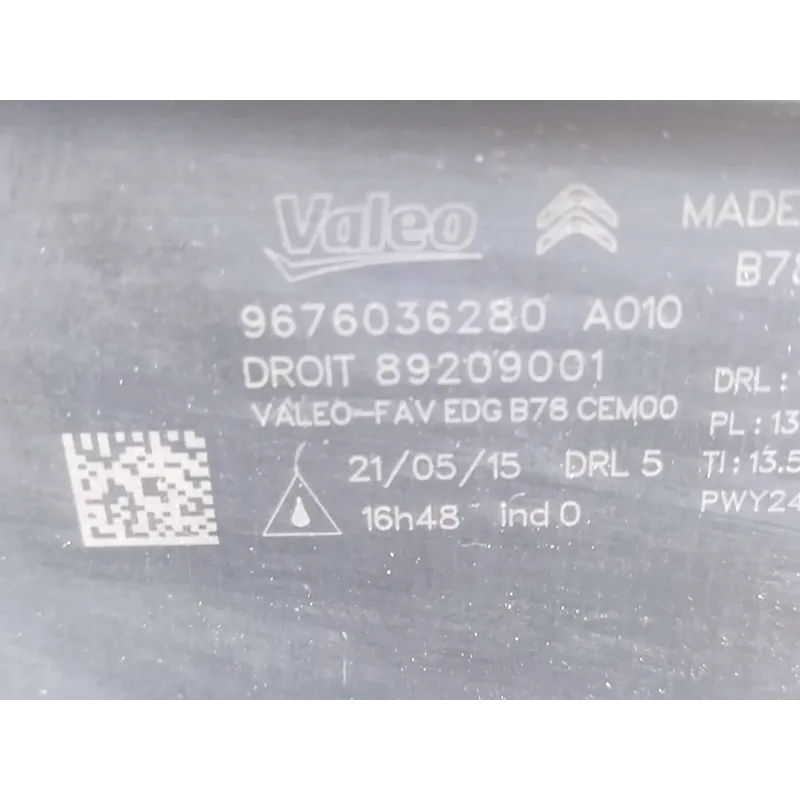 Valeo MADE
B78
9676036280 A010
DROIT 89209001
DRL :
VALEO-FAV EDG B78 CEM00
PL : 13
21/05/15 DRL 5
TI : 13.5
16h48 ind 0
PWY24